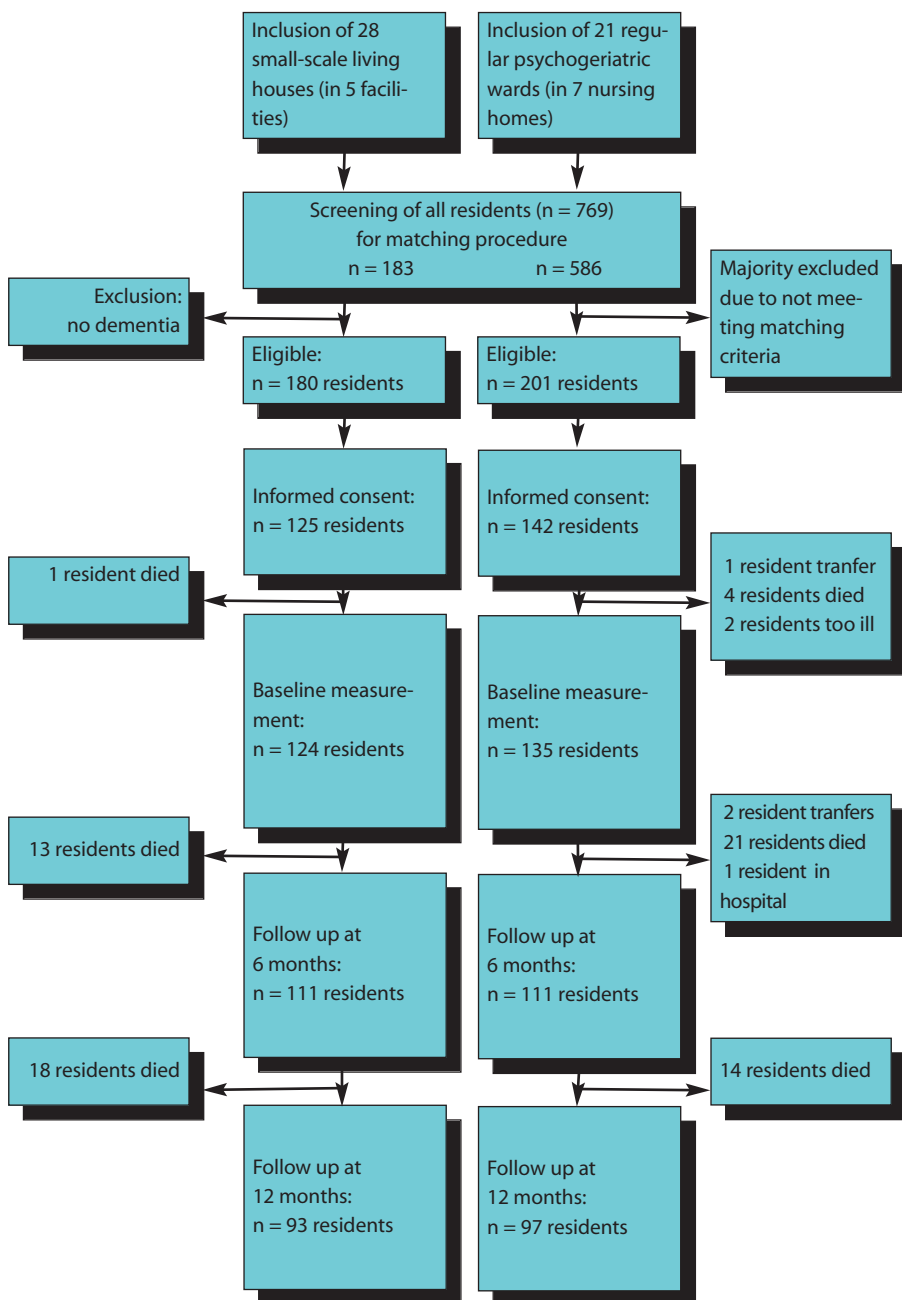 Inclusion of 28
small-scale living
houses (in 5 facili-
ties)
Inclusion of 21 regu-
lar psychogeriatric
wards (in 7 nursing
homes)
Screening of all residents (n = 769)
for matching procedure
n = 183 n = 586
Exclusion:
no dementia
Majority excluded
due to not mee-
ting matching
criteria
Eligible:
n = 180 residents
Eligible:
n = 201 residents
Informed consent:
n = 125 residents
Informed consent:
n = 142 residents
1 resident died
1 resident tranfer
4 residents died
2 residents too ill
Baseline measure-
ment:
n = 124 residents
Baseline measure-
ment:
n = 135 residents
13 residents died
2 resident tranfers
21 residents died
1 resident in
hospital
Follow up at
6 months:
n = 111 residents
Follow up at
6 months:
n = 111 residents
18 residents died
14 residents died
Follow up at
12 months:
n = 93 residents
Follow up at
12 months:
n = 97 residents